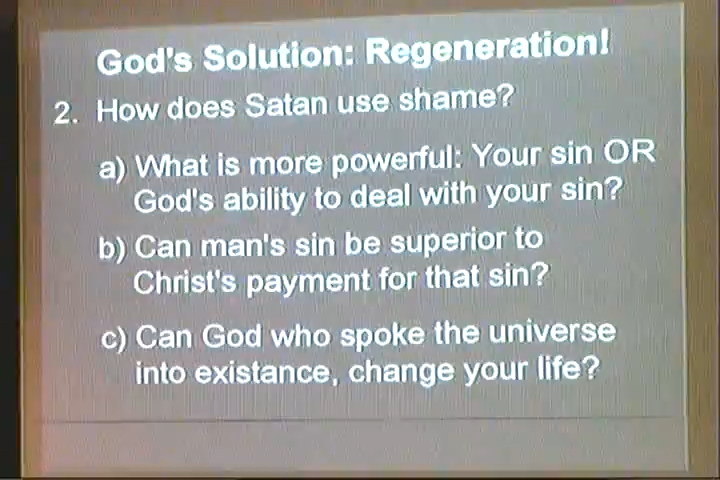 God's Solution: Regeneration!
2. How does Satan use shame?
a) What is more powerful: Your sin OR
God's ability to deal with your sin?
b) Can man's sin be superior to
Christ's payment for that sin?
c) Can God who spoke the universe
into existance, change your life?